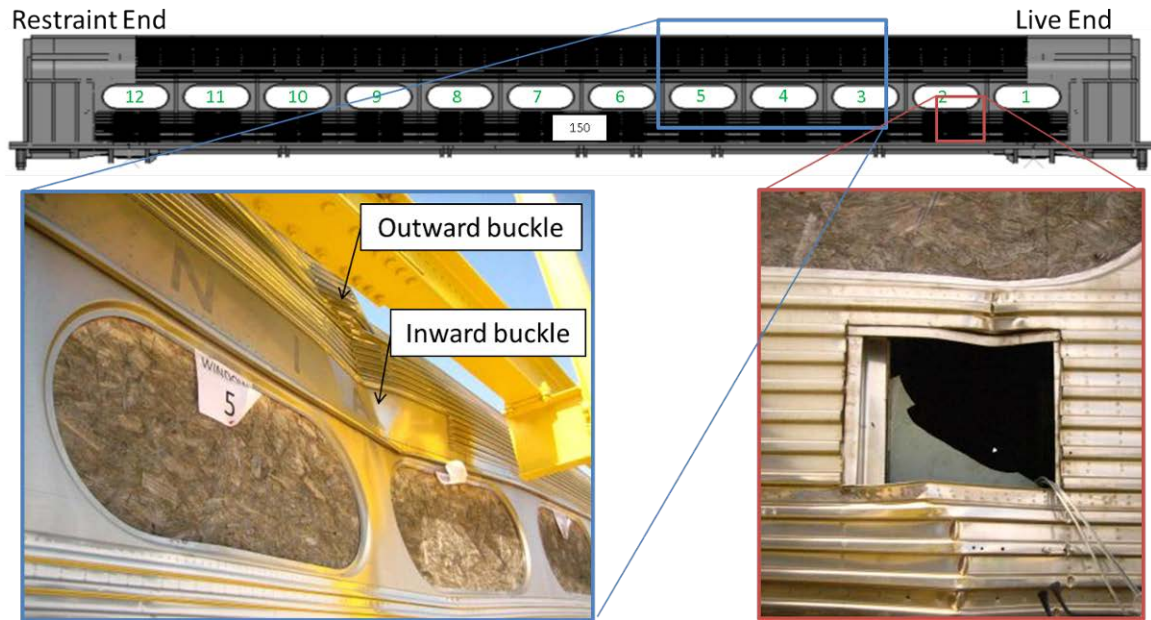 Restraint End
Live End
12 11 10 9 8 7 6 5 4 3 2 1
150
Outward buckle
Inward buckle
N I A
WINDOW
5